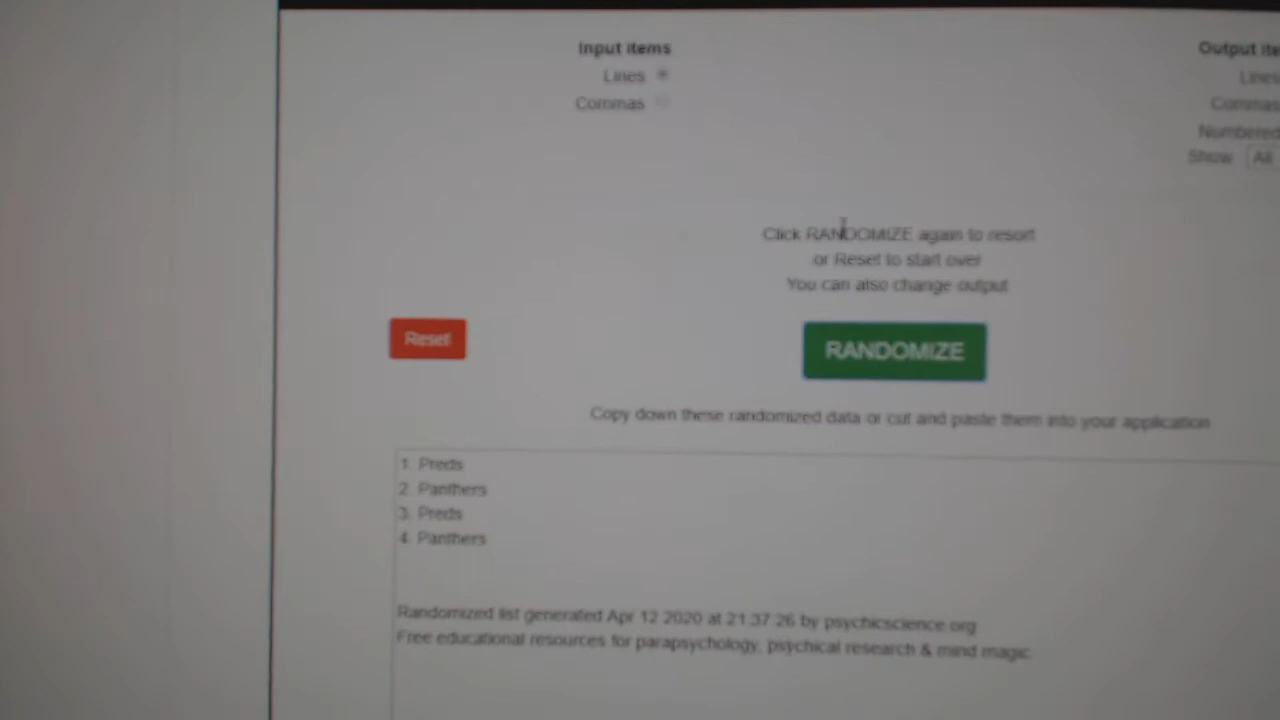 Input items
Lines
Commas
Output
Lines
Commas
Numbered
Show All
Click RANDOMIZE again to resort
or Reset to start over
You can also change output
Reset
RANDOMIZE
Copy down these randomized data or cut and paste them into your application
1. Preds
2. Panthers
3. Preds
4. Panthers
Randomized list generated Apr 12 2020 at 21:37:26 by psychicscience.org
Free educational resources for parapsychology, psychical research & mind magic